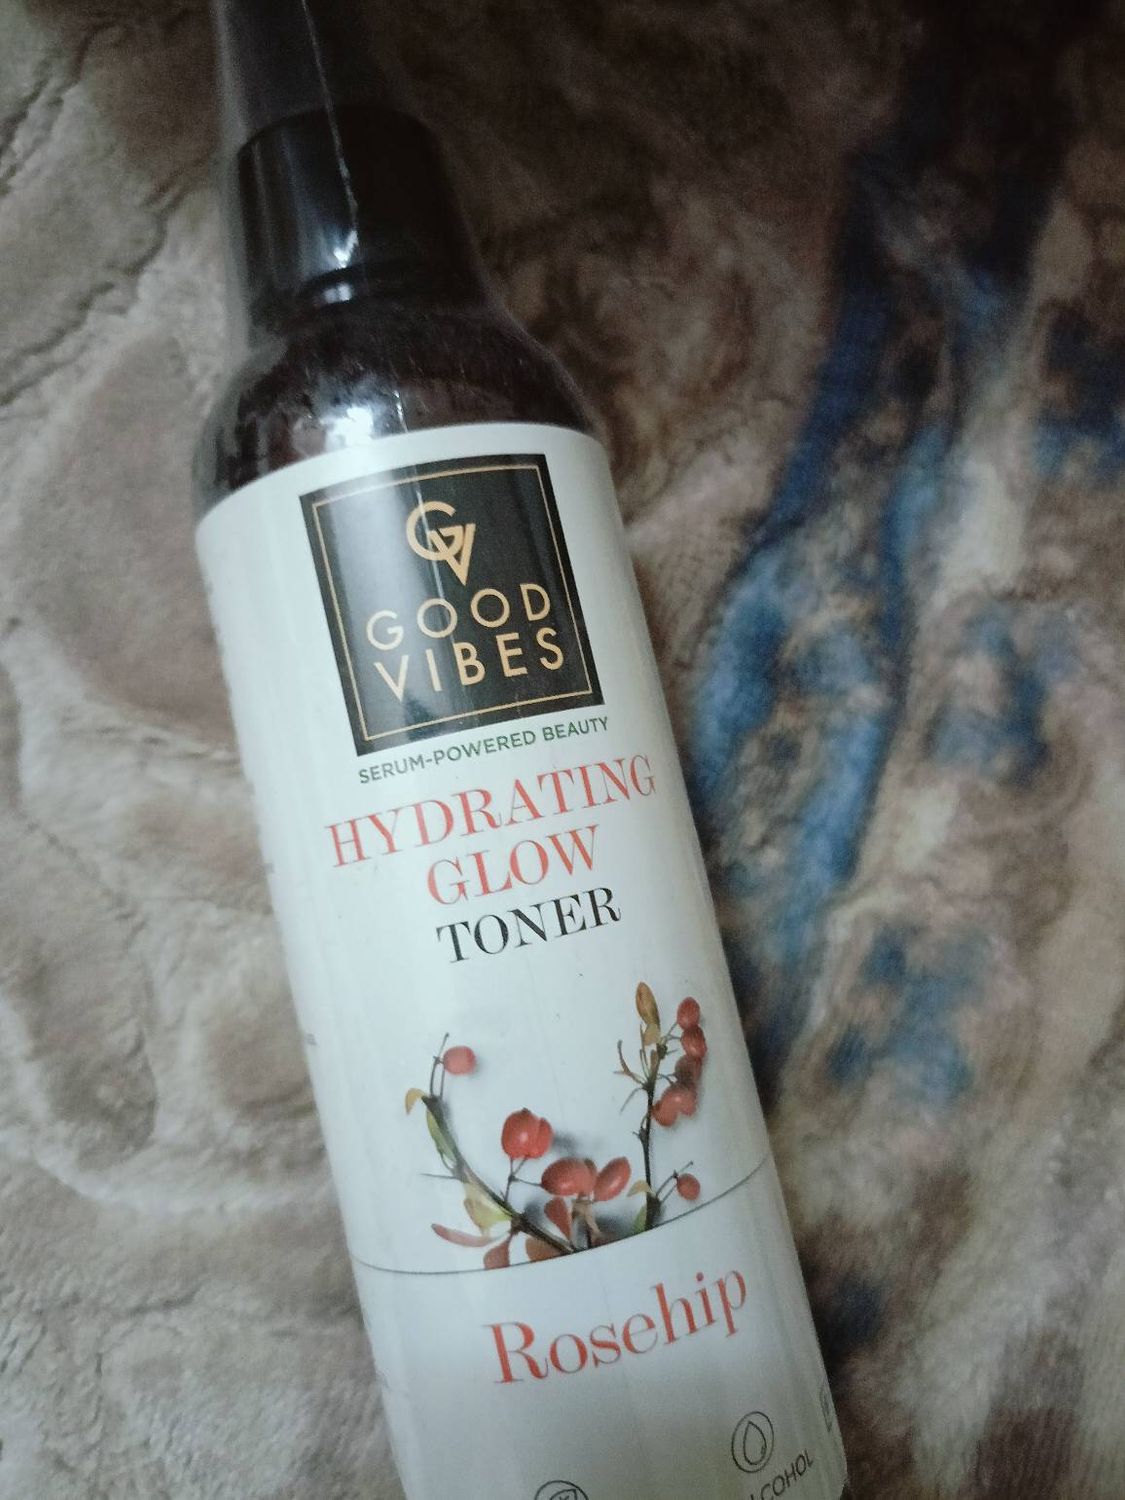 GV
GOOD
VIBES
SERUM-POWERED BEAUTY
HYDRATING
GLOW
TONER
Rosehip